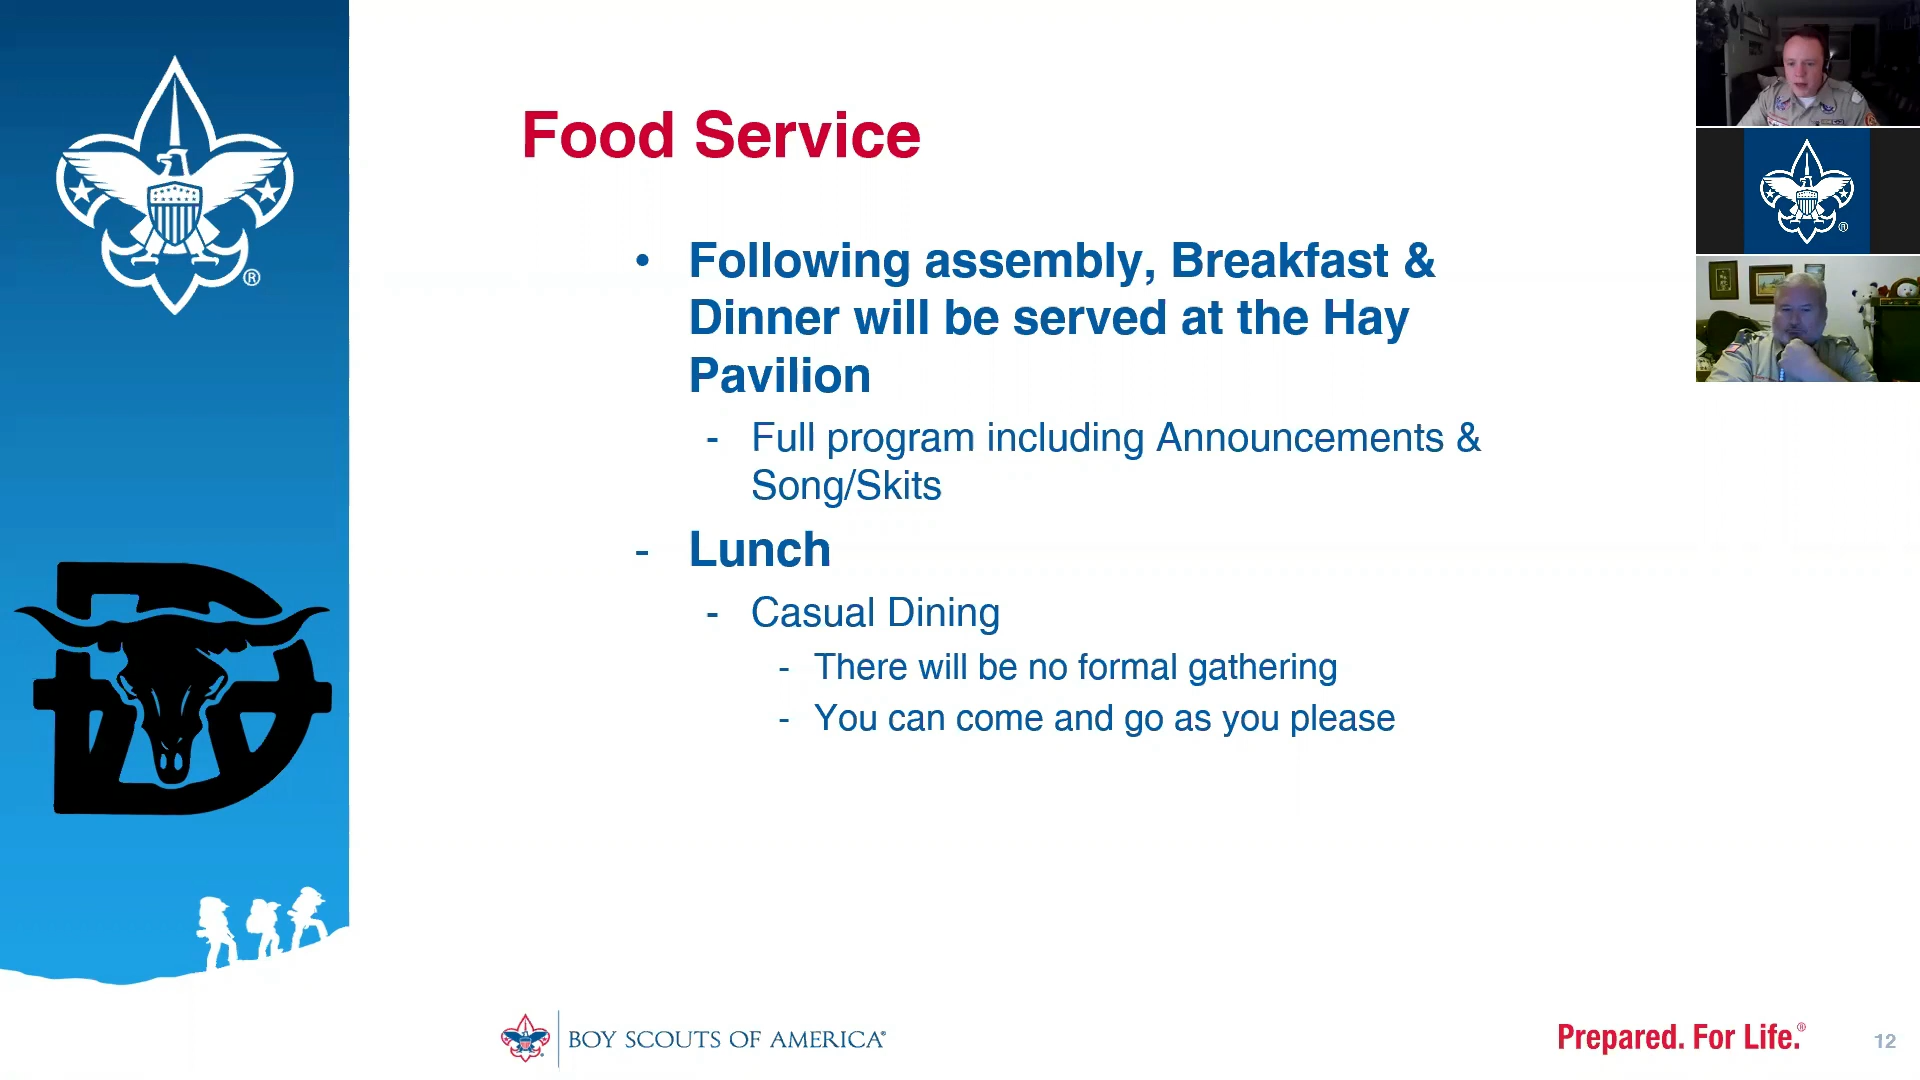 Food Service
• Following assembly, Breakfast &
Dinner will be served at the Hay
Pavilion
- Full program including Announcements &
Song/Skits
- Lunch
- Casual Dining
- There will be no formal gathering
- You can come and go as you please
®
BOY SCOUTS OF AMERICA®
Prepared. For Life.®
12